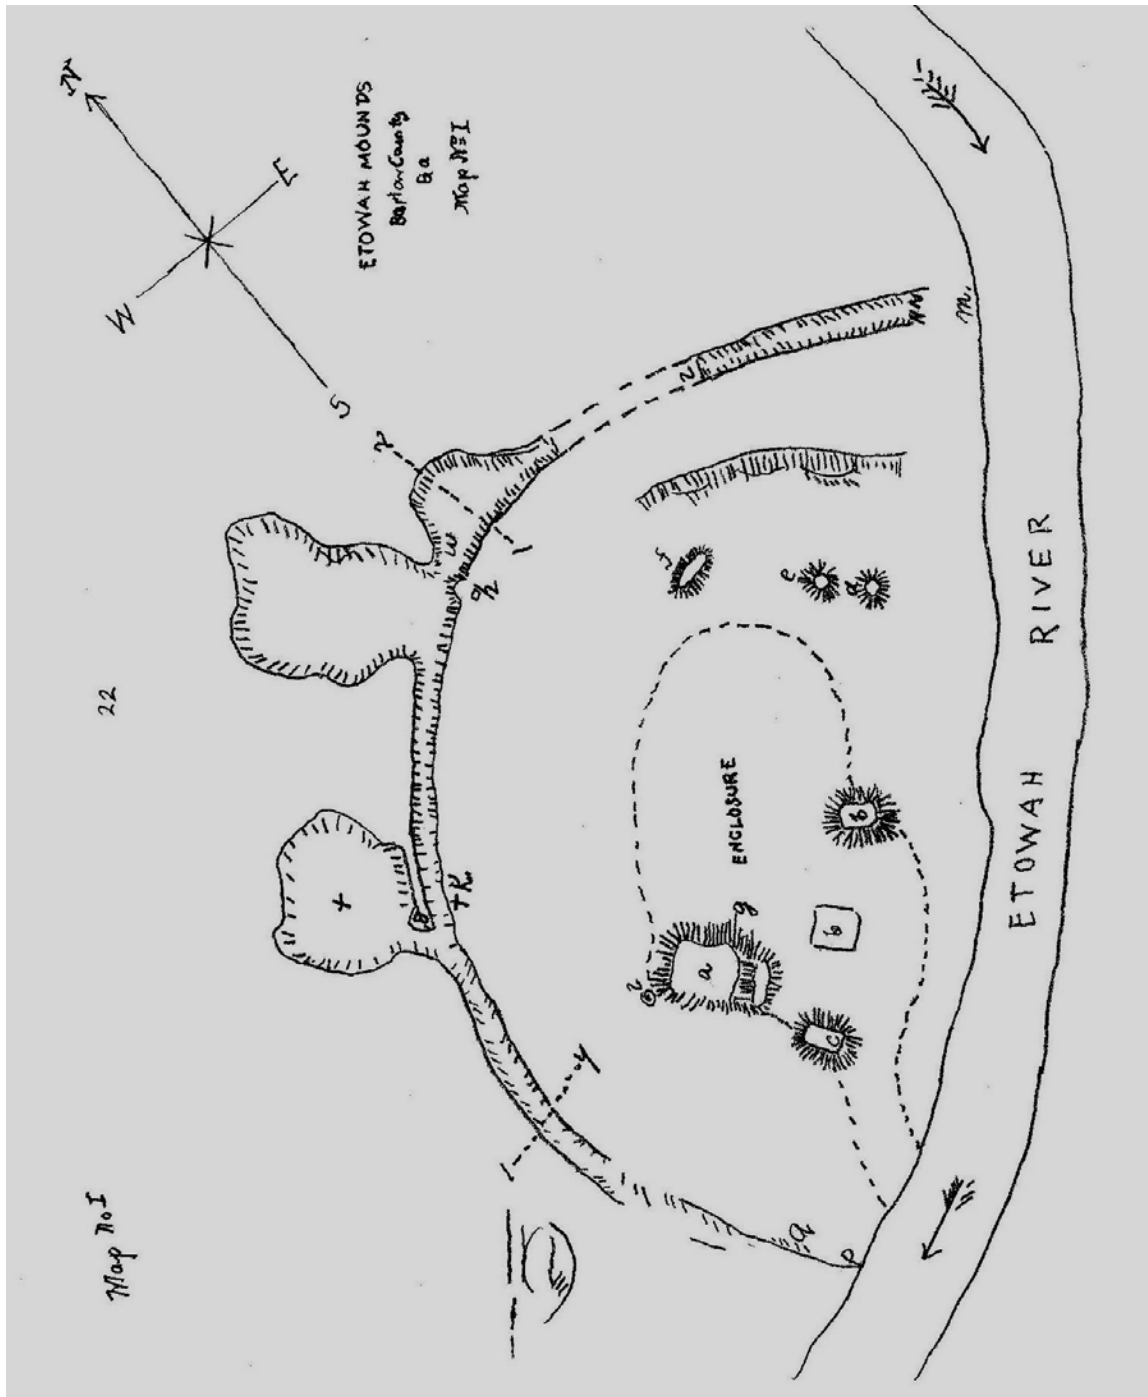 Map No I
22
ETOWAH MOUNDS
Bartow County
Ga
Map No I
N
E
W
S
ENCLOSURE
a
b
b
c
d
e
f
g
h
K
m.
P
ETOWAH RIVER